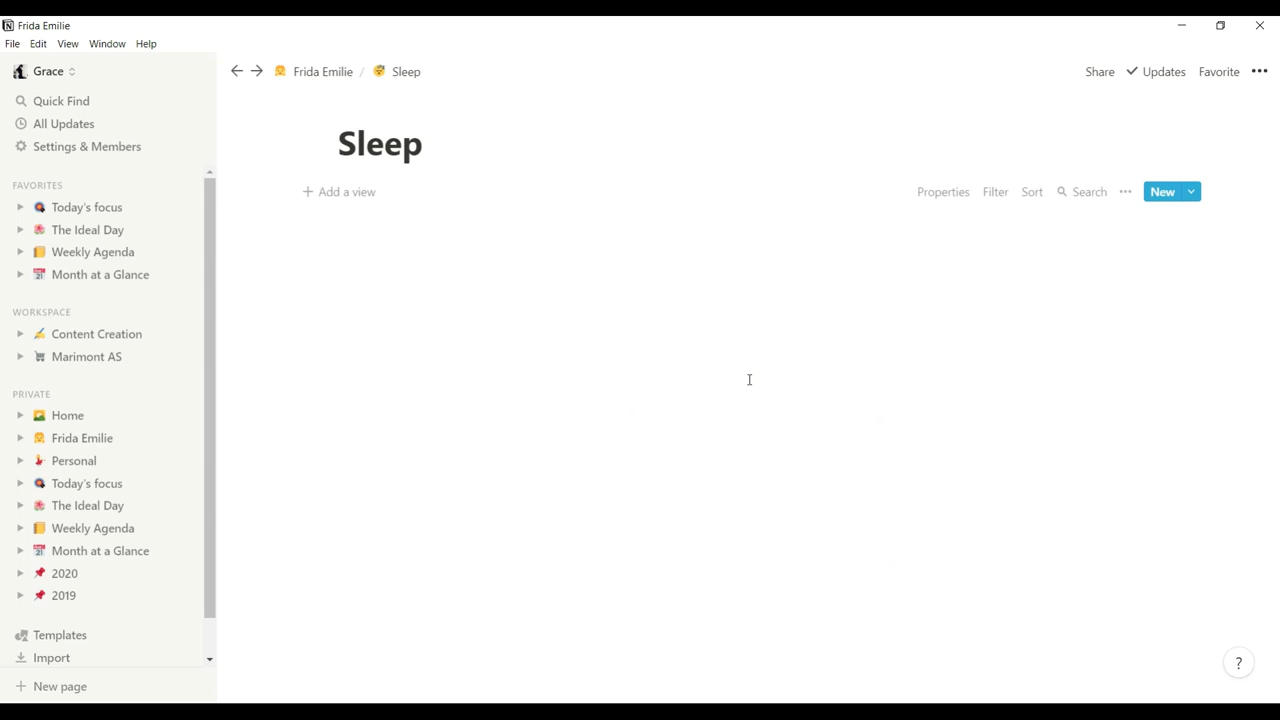 Frida Emilie
File Edit View Window Help
Grace
Quick Find
All Updates
Settings & Members
FAVORITES
Today's focus
The Ideal Day
Weekly Agenda
Month at a Glance
WORKSPACE
Content Creation
Marimont AS
PRIVATE
Home
Frida Emilie
Personal
Today's focus
The Ideal Day
Weekly Agenda
Month at a Glance
2020
2019
Templates
Import
+ New page
Frida Emilie / Sleep
Share Updates Favorite
Sleep
+ Add a view
Properties Filter Sort Search New
?